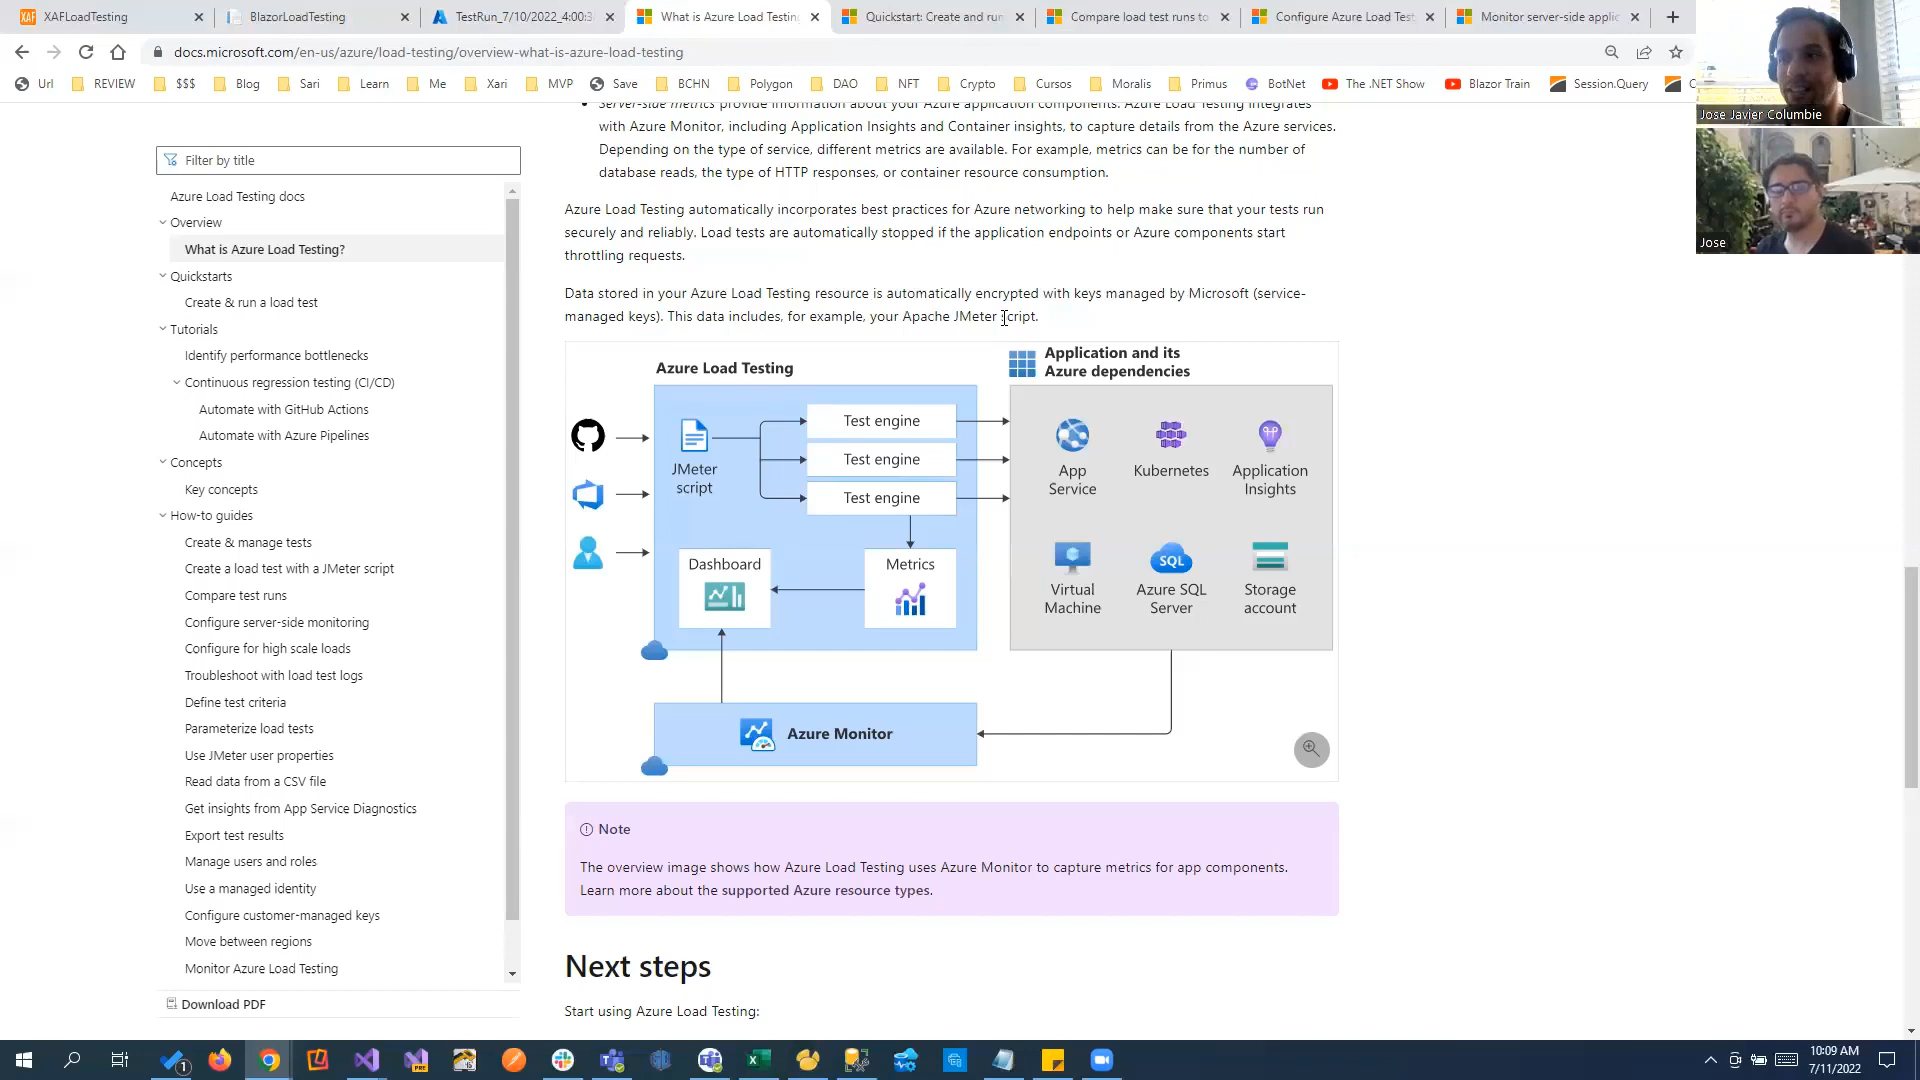 XAFLoadTesting
BlazorLoadTesting
TestRun_7/10/2022_4:00:3
What is Azure Load Testing
Quickstart: Create and run
Compare load test runs to
Configure Azure Load Test
Monitor server-side applic
docs.microsoft.com/en-us/azure/load-testing/overview-what-is-azure-load-testing
Url
REVIEW
$$$
Blog
Sari
Learn
Me
Xari
MVP
Save
BCHN
Polygon
DAO
NFT
Crypto
Cursos
Moralis
Primus
BotNet
The .NET Show
Blazor Train
Session.Query
Jose Javier Columbie
Jose
Filter by title
Azure Load Testing docs
Overview
What is Azure Load Testing?
Quickstarts
Create & run a load test
Tutorials
Identify performance bottlenecks
Continuous regression testing (CI/CD)
Automate with GitHub Actions
Automate with Azure Pipelines
Concepts
Key concepts
How-to guides
Create & manage tests
Create a load test with a JMeter script
Compare test runs
Configure server-side monitoring
Configure for high scale loads
Troubleshoot with load test logs
Define test criteria
Parameterize load tests
Use JMeter user properties
Read data from a CSV file
Get insights from App Service Diagnostics
Export test results
Manage users and roles
Use a managed identity
Configure customer-managed keys
Move between regions
Monitor Azure Load Testing
Download PDF
Server-side metrics provide information about your Azure application components. Azure Load Testing integrates
with Azure Monitor, including Application Insights and Container insights, to capture details from the Azure services.
Depending on the type of service, different metrics are available. For example, metrics can be for the number of
database reads, the type of HTTP responses, or container resource consumption.
Azure Load Testing automatically incorporates best practices for Azure networking to help make sure that your tests run
securely and reliably. Load tests are automatically stopped if the application endpoints or Azure components start
throttling requests.
Data stored in your Azure Load Testing resource is automatically encrypted with keys managed by Microsoft (service-
managed keys). This data includes, for example, your Apache JMeter script.
Azure Load Testing
Application and its
Azure dependencies
JMeter
script
Test engine
Test engine
Test engine
Dashboard
Metrics
App
Service
Kubernetes
Application
Insights
Virtual
Machine
SQL
Azure SQL
Server
Storage
account
Azure Monitor
Note
The overview image shows how Azure Load Testing uses Azure Monitor to capture metrics for app components.
Learn more about the supported Azure resource types.
Next steps
Start using Azure Load Testing:
1
PRE
10:09 AM
7/11/2022